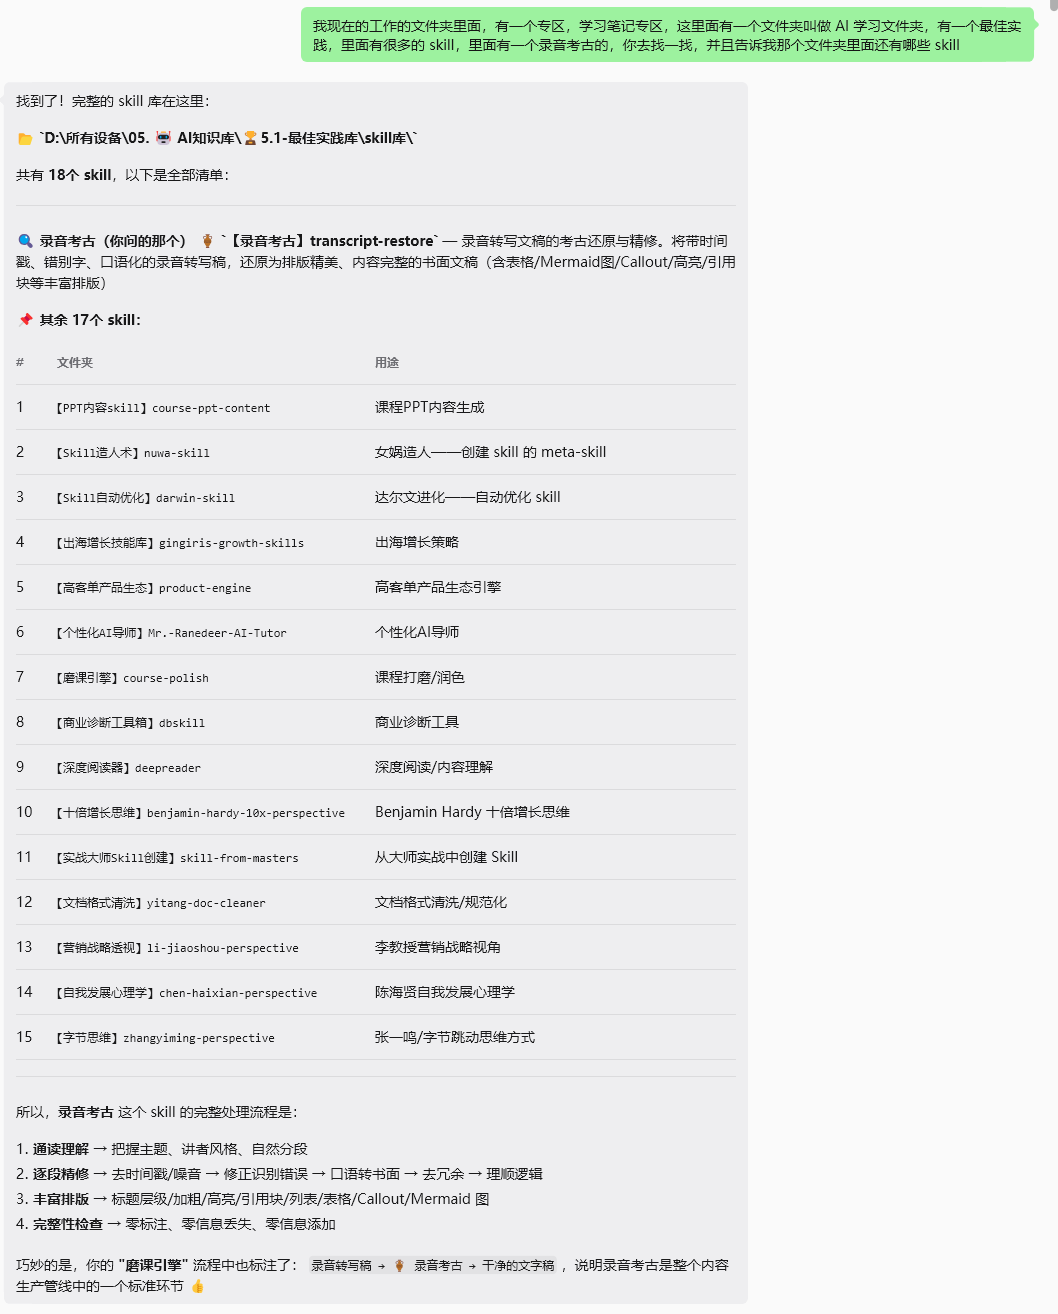 我现在的工作的文件夹里面，有一个专区，学习笔记专区，这里面有一个文件夹叫做 AI 学习文件夹，有一个最佳实
践，里面有很多的 skill，里面有一个录音考古的，你去找一找，并且告诉我那个文件夹里面还有哪些 skill
找到了！完整的 skill 库在这里：
📁 `D:\所有设备\05. 🤖 AI知识库\🏆5.1-最佳实践库\skill库\`
共有 18个 skill，以下是全部清单：
🔍 录音考古（你问的那个） 🏺 `【录音考古】transcript-restore` — 录音转写文稿的考古还原与精修。将带时间
戳、错别字、口语化的录音转写稿，还原为排版精美、内容完整的书面文稿（含表格/Mermaid图/Callout/高亮/引用
块等丰富排版）
📌 其余 17个 skill：
# 文件夹 用途
1 【PPT内容skill】course-ppt-content 课程PPT内容生成
2 【Skill造人术】nuwa-skill 女娲造人——创建 skill 的 meta-skill
3 【Skill自动优化】darwin-skill 达尔文进化——自动优化 skill
4 【出海增长技能库】gingiris-growth-skills 出海增长策略
5 【高客单产品生态】product-engine 高客单产品生态引擎
6 【个性化AI导师】Mr.-Ranedeer-AI-Tutor 个性化AI导师
7 【磨课引擎】course-polish 课程打磨/润色
8 【商业诊断工具箱】dbskill 商业诊断工具
9 【深度阅读器】deepreader 深度阅读/内容理解
10 【十倍增长思维】benjamin-hardy-10x-perspective Benjamin Hardy 十倍增长思维
11 【实战大师Skill创建】skill-from-masters 从大师实战中创建 Skill
12 【文档格式清洗】yitang-doc-cleaner 文档格式清洗/规范化
13 【营销战略透视】li-jiaoshou-perspective 李教授营销战略视角
14 【自我发展心理学】chen-haixian-perspective 陈海贤自我发展心理学
15 【字节思维】zhangyiming-perspective 张一鸣/字节跳动思维方式
所以，录音考古 这个 skill 的完整处理流程是：
1. 通读理解 → 把握主题、讲者风格、自然分段
2. 逐段精修 → 去时间戳/噪音 → 修正识别错误 → 口语转书面 → 去冗余 → 理顺逻辑
3. 丰富排版 → 标题层级/加粗/高亮/引用块/列表/表格/Callout/Mermaid 图
4. 完整性检查 → 零标注、零信息丢失、零信息添加
巧妙的是，你的 "磨课引擎" 流程中也标注了： 录音转写稿 → 🏺 录音考古 → 干净的文字稿 ，说明录音考古是整个内容
生产管线中的一个标准环节 👍